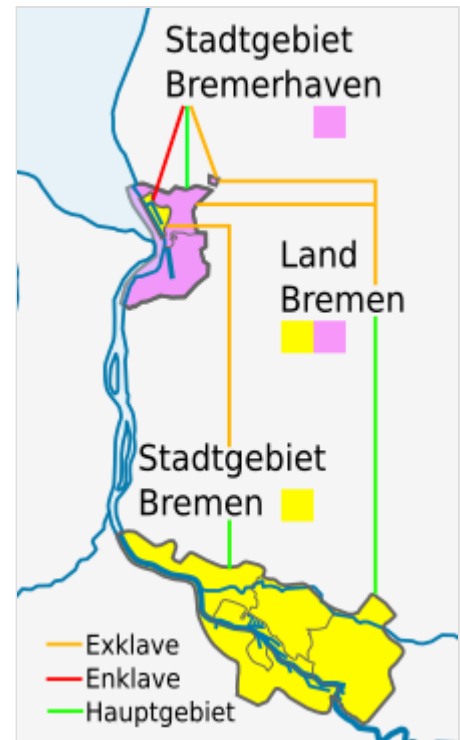 Stadtgebiet
Bremerhaven
Land
Bremen
Stadtgebiet
Bremen
Exklave
Enklave
Hauptgebiet